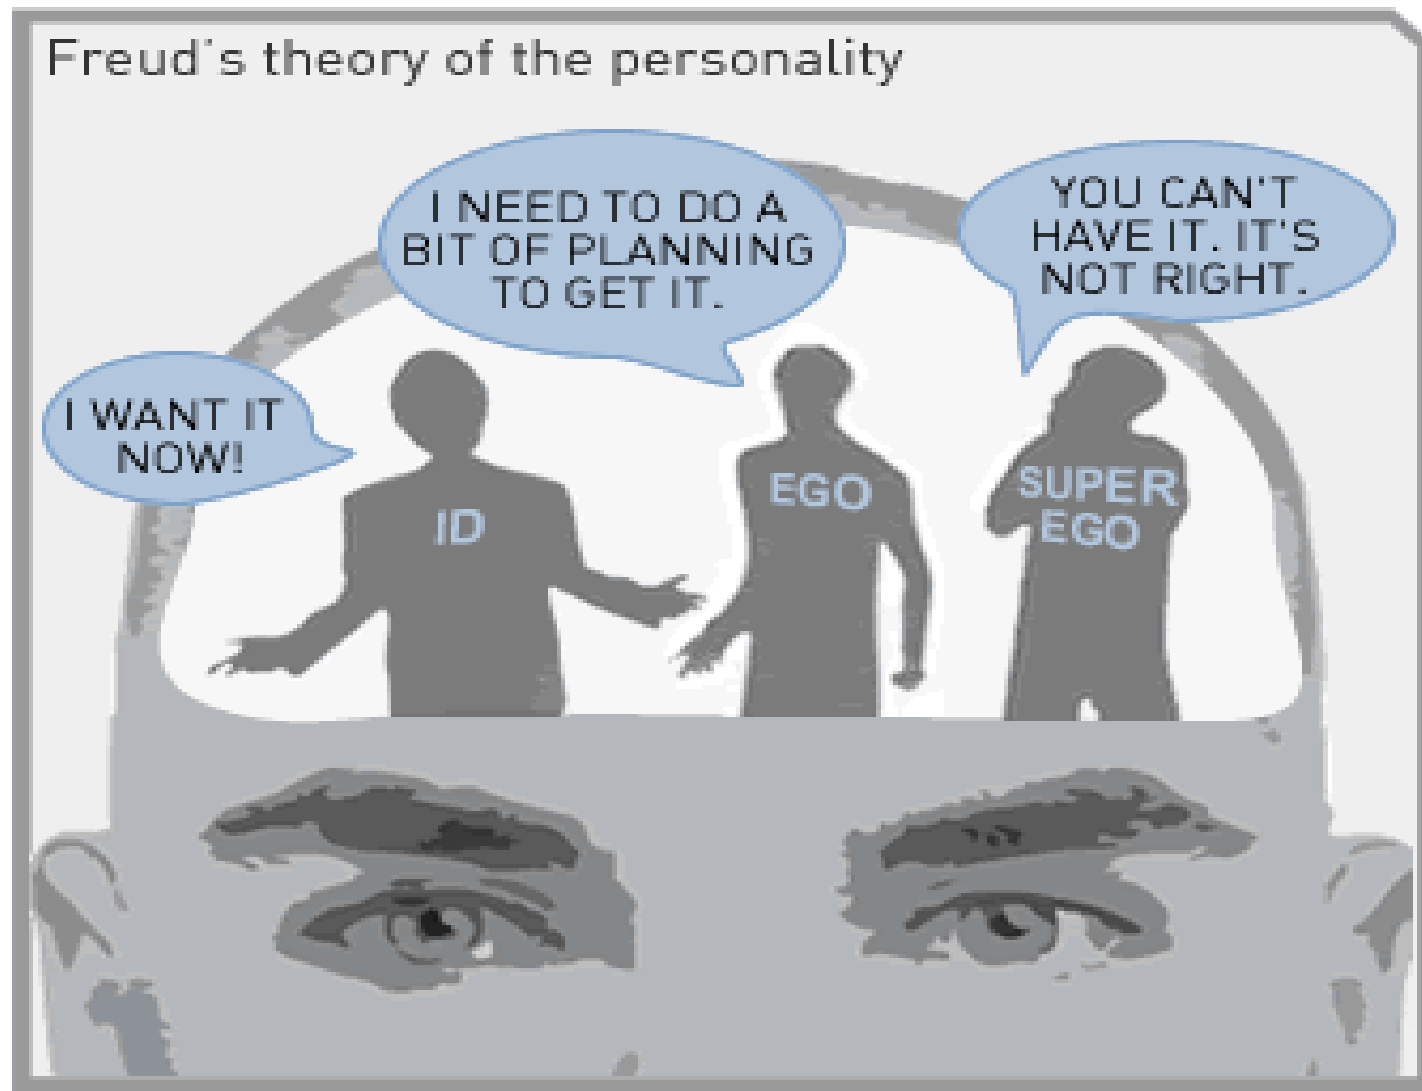 Freud's theory of the personality
I WANT IT
NOW!
I NEED TO DO A
BIT OF PLANNING
TO GET IT.
YOU CAN'T
HAVE IT. IT'S
NOT RIGHT.
ID
EGO
SUPER
EGO